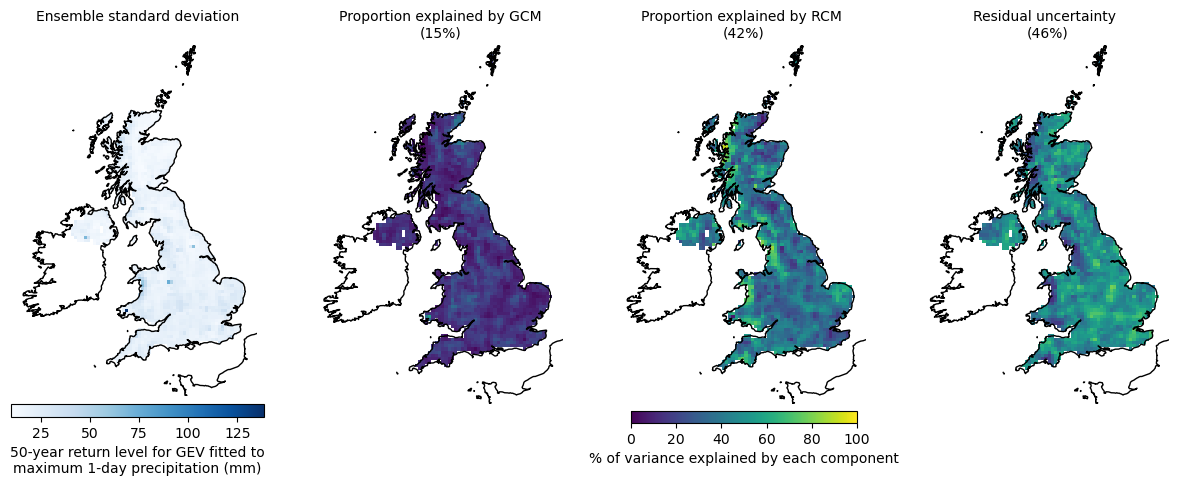 Ensemble standard deviation
Proportion explained by GCM
(15%)
Proportion explained by RCM
(42%)
Residual uncertainty
(46%)
25 50 75 100 125
50-year return level for GEV fitted to
maximum 1-day precipitation (mm)
0 20 40 60 80 100
% of variance explained by each component